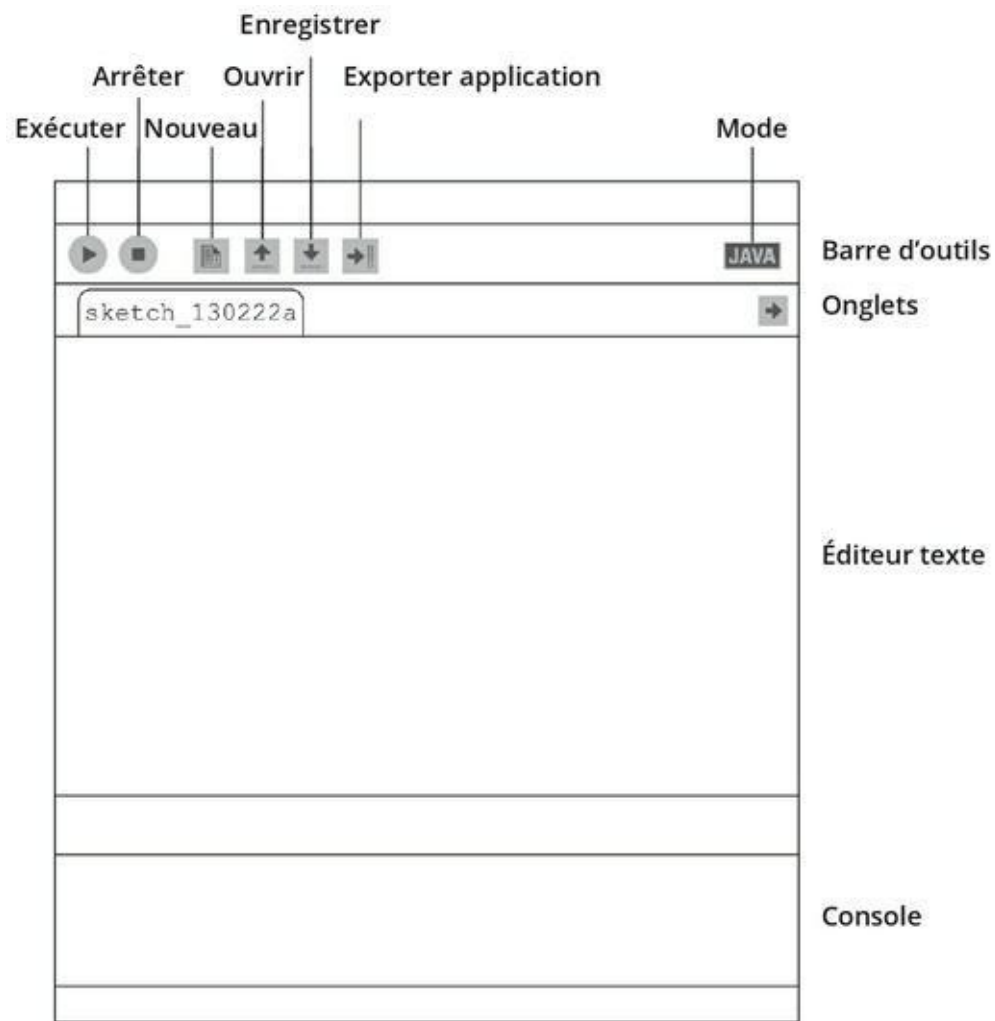 Enregistrer
Arrêter Ouvrir Exporter application
Exécuter Nouveau Mode
JAVA Barre d'outils
sketch_130222a Onglets
Éditeur texte
Console